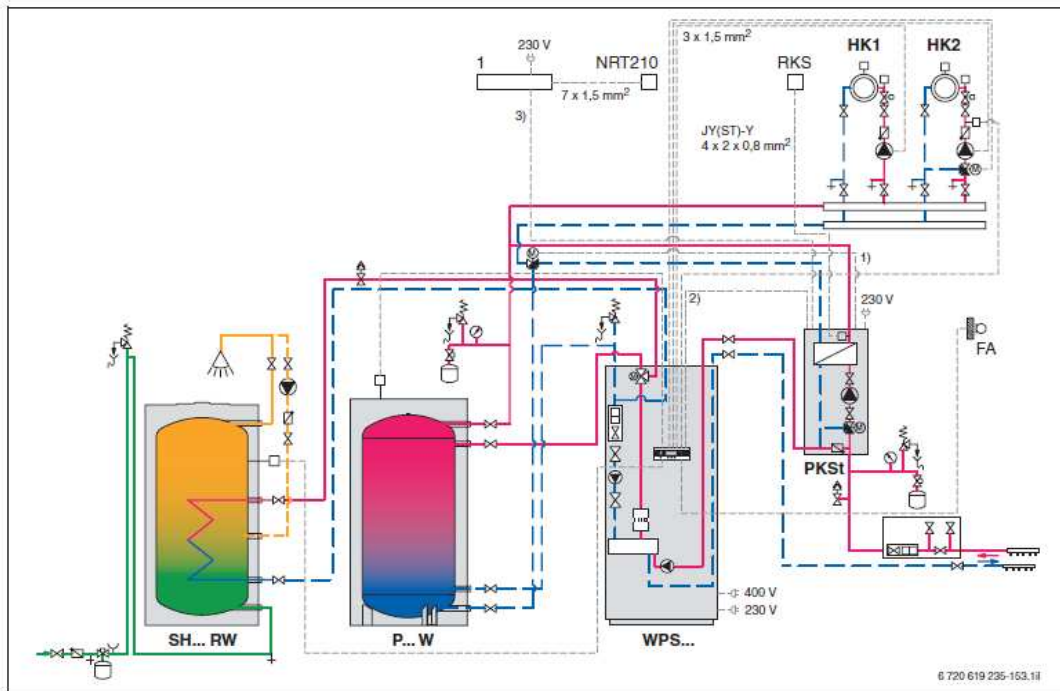 230 V
3 x 1,5 mm²
HK1
HK2
1
NRT210
RKS
7 x 1,5 mm²
3)
JY(ST)-Y
4 x 2 x 0,8 mm²
M
M
1)
2)
230 V
FA
M
M
PKSt
400 V
230 V
SH... RW
P... W
WPS...
6 720 619 235-153.1il